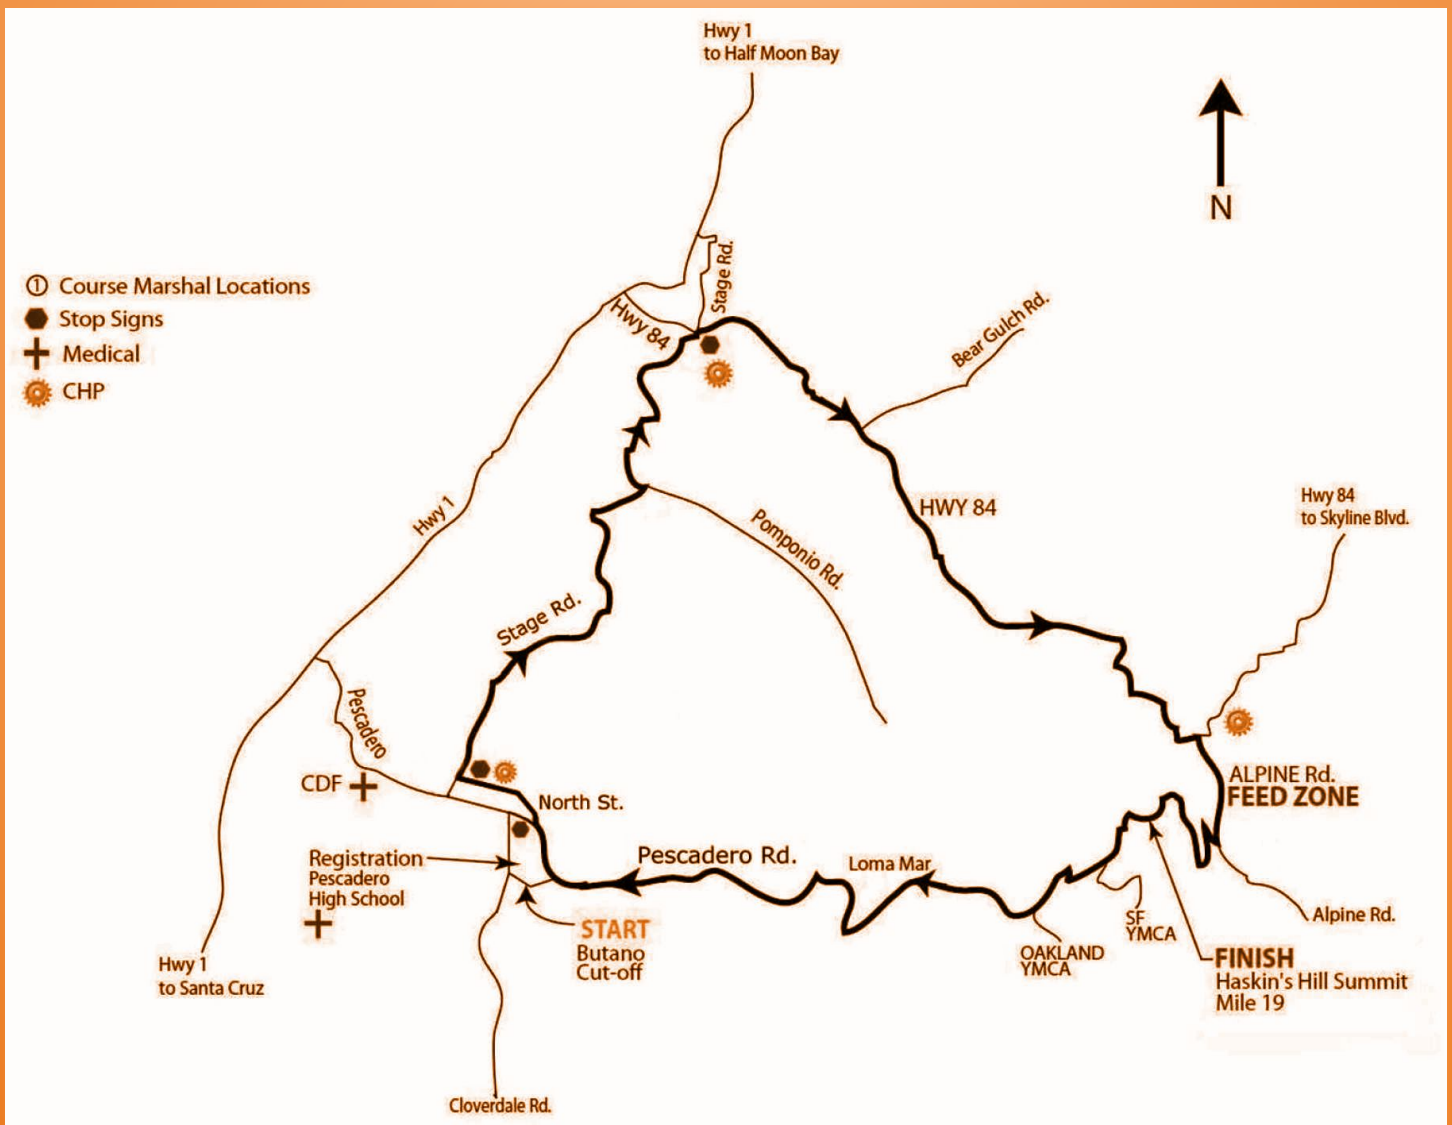 Hwy 1
to Half Moon Bay
N
Stage Rd.
① Course Marshal Locations
Stop Signs
Medical
CHP
Hwy 84
Bear Gulch Rd.
Hwy 1
HWY 84
Hwy 84
to Skyline Blvd.
Pomponio Rd.
Stage Rd.
Pescadero
CDF
North St.
ALPINE Rd.
FEED ZONE
Registration
Pescadero
High School
Pescadero Rd.
Loma Mar
START
Butano
Cut-off
SF
YMCA
OAKLAND
YMCA
Alpine Rd.
FINISH
Haskin's Hill Summit
Mile 19
Hwy 1
to Santa Cruz
Cloverdale Rd.